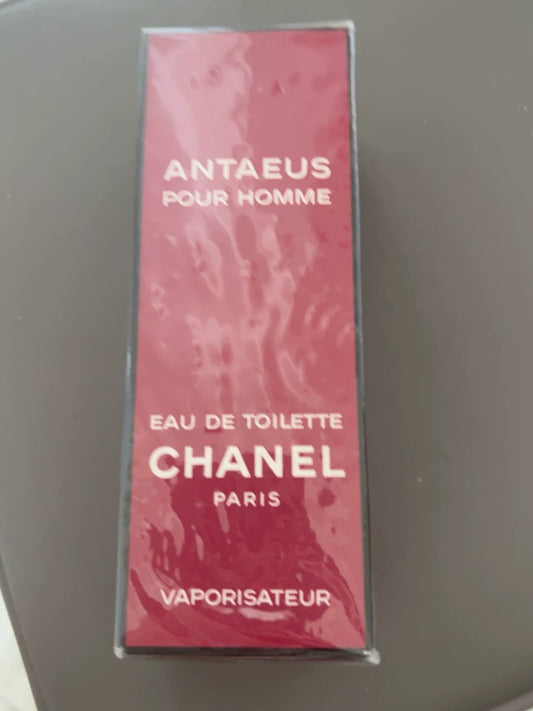 ANTAEUS
POUR HOMME
EAU DE TOILETTE
CHANEL
PARIS
VAPORISATEUR